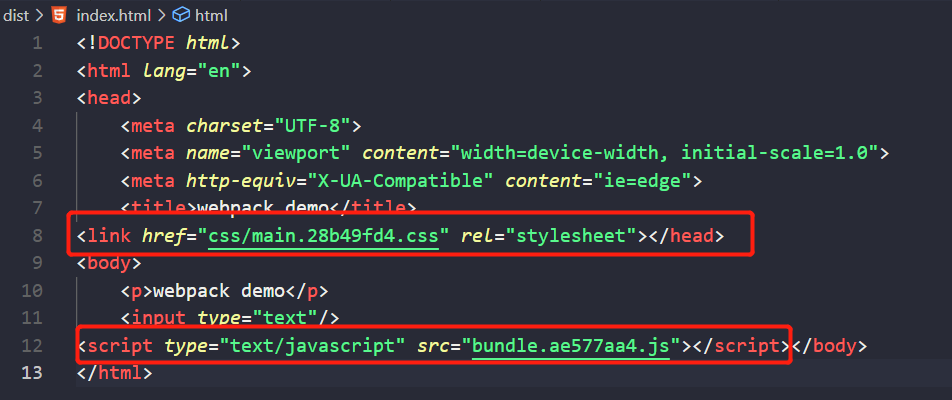 dist > index.html > html
1 <!DOCTYPE html>
2 <html lang="en">
3 <head>
4     <meta charset="UTF-8">
5     <meta name="viewport" content="width=device-width, initial-scale=1.0">
6     <meta http-equiv="X-UA-Compatible" content="ie=edge">
7     <title>webpack demo</title>
8 <link href="css/main.28b49fd4.css" rel="stylesheet"></head>
9 <body>
10     <p>webpack demo</p>
11     <input type="text"/>
12 <script type="text/javascript" src="bundle.ae577aa4.js"></script></body>
13 </html>